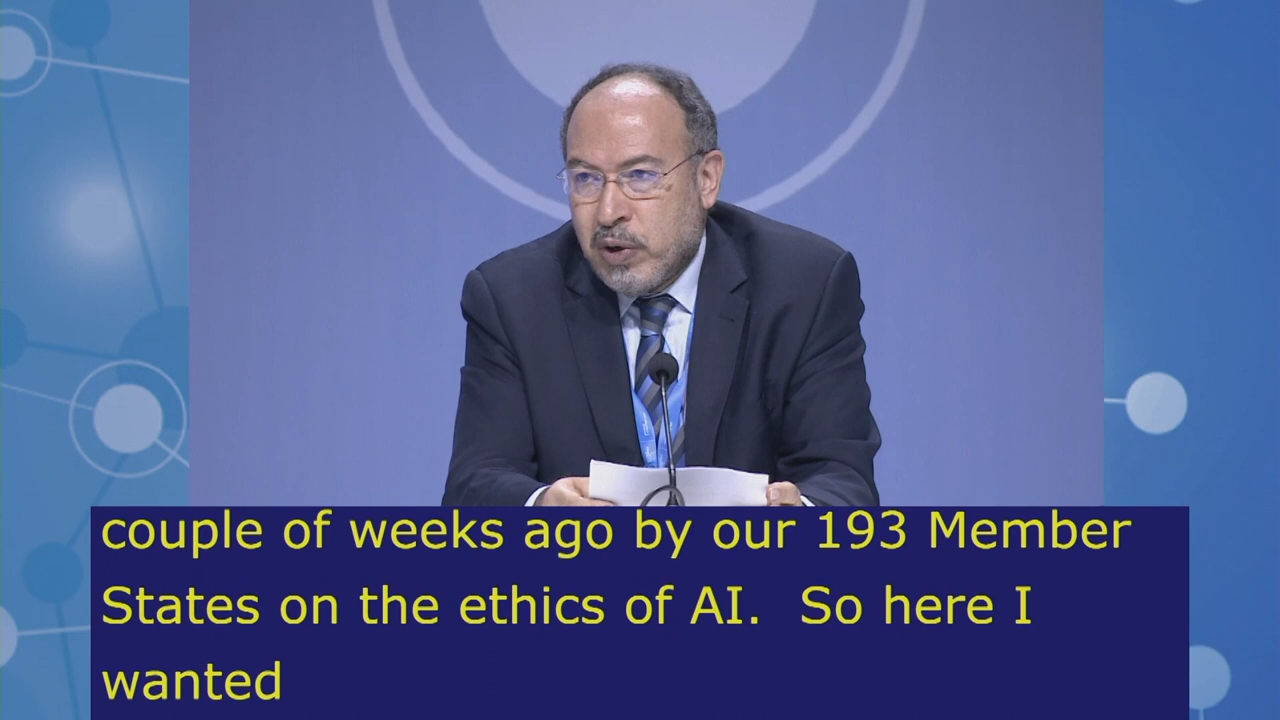 couple of weeks ago by our 193 Member
States on the ethics of AI.  So here I
wanted